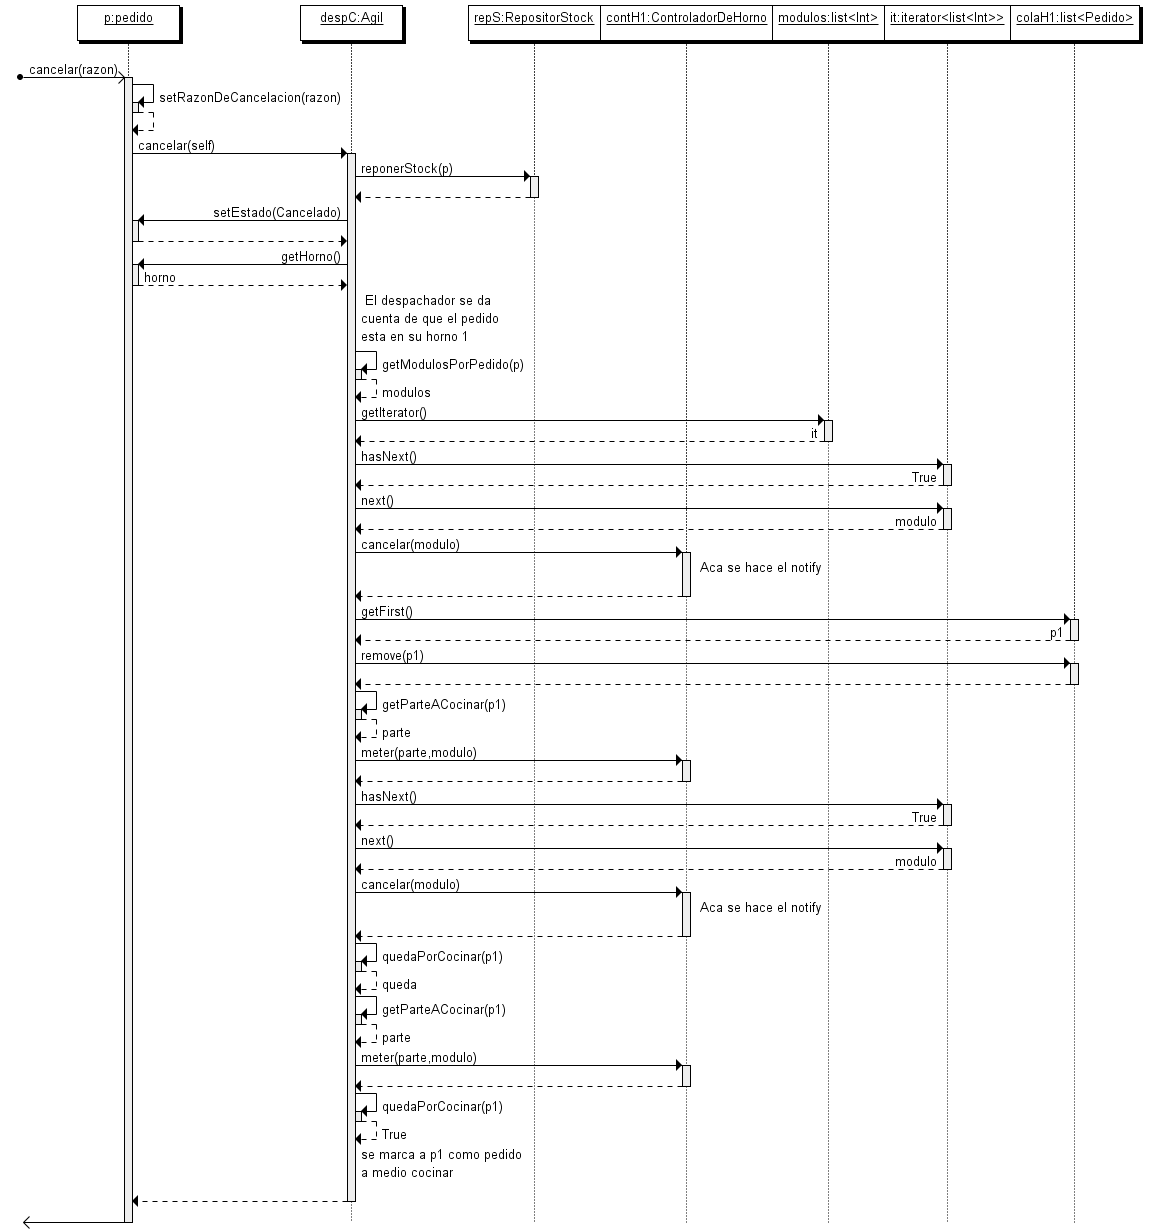 p:pedido
despC:Agil
repS:RepositorStock
contH1:ControladorDeHorno
modulos:list<Int>
it:iterator<list<Int>>
colaH1:list<Pedido>
cancelar(razon)
setRazonDeCancelacion(razon)
cancelar(self)
reponerStock(p)
setEstado(Cancelado)
getHorno()
horno
El despachador se da
cuenta de que el pedido
esta en su horno 1
getModulosPorPedido(p)
modulos
getIterator()
it
hasNext()
True
next()
modulo
cancelar(modulo)
Aca se hace el notify
getFirst()
p1
remove(p1)
getParteACocinar(p1)
parte
meter(parte,modulo)
hasNext()
True
next()
modulo
cancelar(modulo)
Aca se hace el notify
quedaPorCocinar(p1)
queda
getParteACocinar(p1)
parte
meter(parte,modulo)
quedaPorCocinar(p1)
True
se marca a p1 como pedido
a medio cocinar